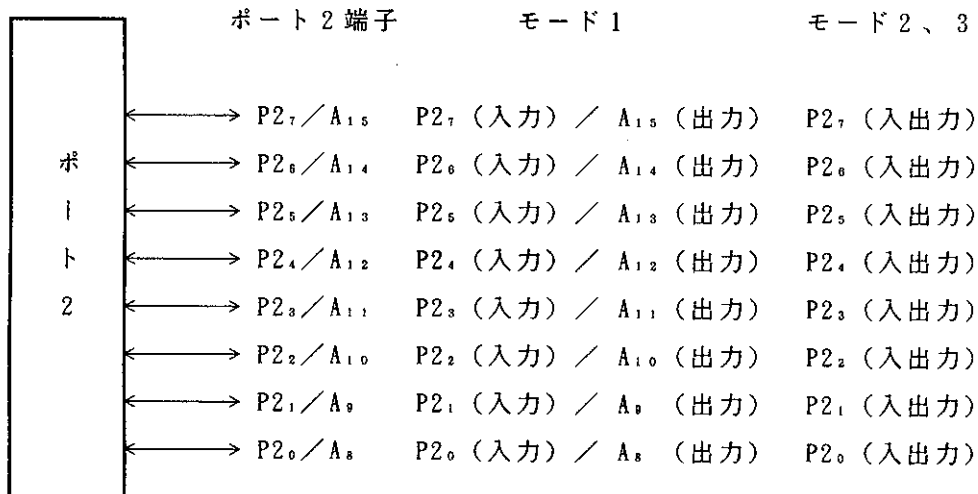 ポート2端子 モード1 モード2、3
ポート2
P2₇／A₁₅ P2₇（入力）／A₁₅（出力） P2₇（入出力）
P2₆／A₁₄ P2₆（入力）／A₁₄（出力） P2₆（入出力）
P2₅／A₁₃ P2₅（入力）／A₁₃（出力） P2₅（入出力）
P2₄／A₁₂ P2₄（入力）／A₁₂（出力） P2₄（入出力）
P2₃／A₁₁ P2₃（入力）／A₁₁（出力） P2₃（入出力）
P2₂／A₁₀ P2₂（入力）／A₁₀（出力） P2₂（入出力）
P2₁／A₉ P2₁（入力）／A₉（出力） P2₁（入出力）
P2₀／A₈ P2₀（入力）／A₈（出力） P2₀（入出力）